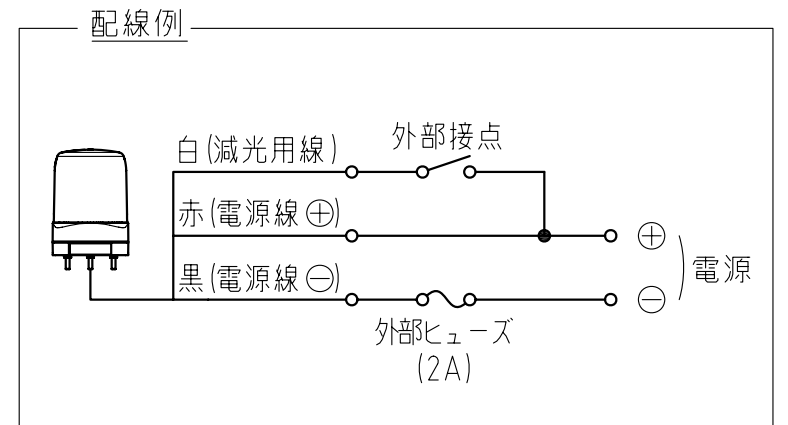 配線例
白(減光用線)
外部接点
赤(電源線⊕)
⊕
黒(電源線⊖)
⊖
電源
外部ヒューズ
(2A)